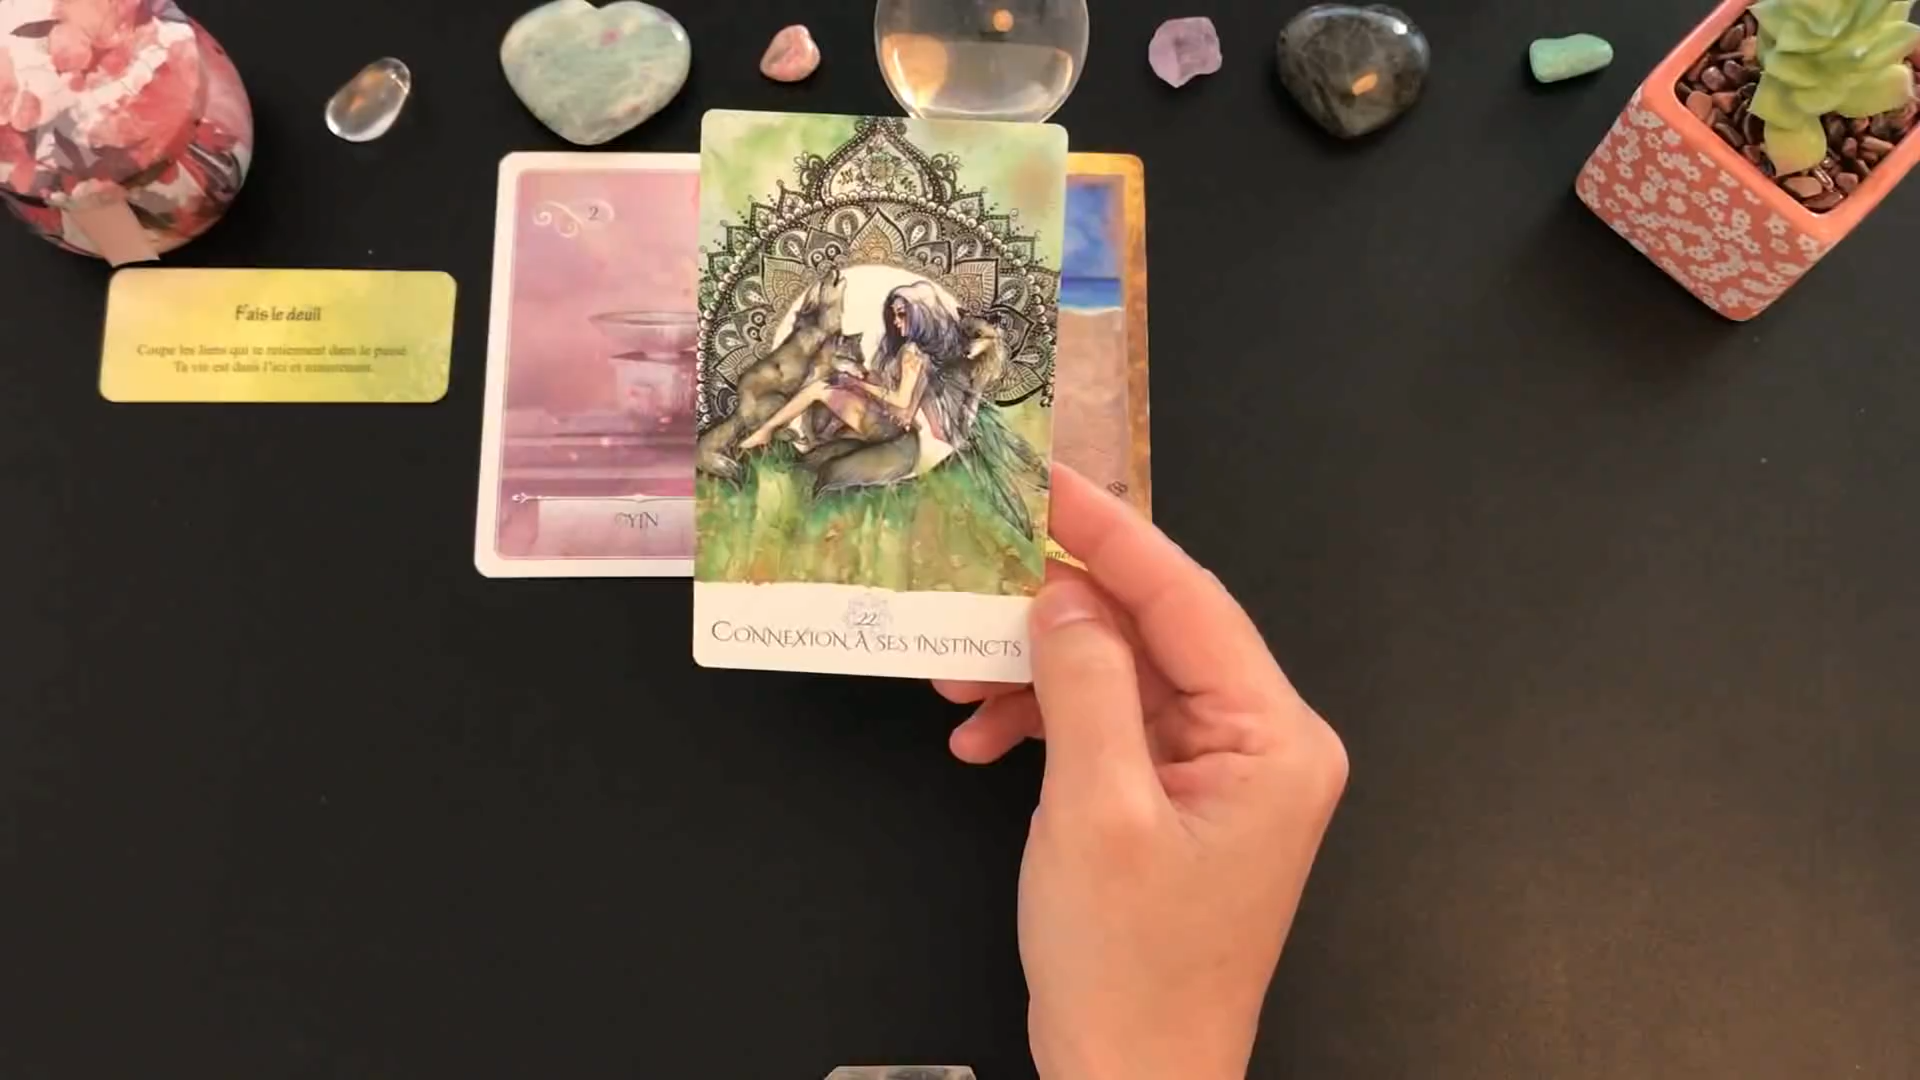 Fais le deuil
Coupe les liens qui te retiennent dans le passé.
Ta vie est dans l'ici et maintenant.
2
YIN
22
CONNEXION À SES INSTINCTS